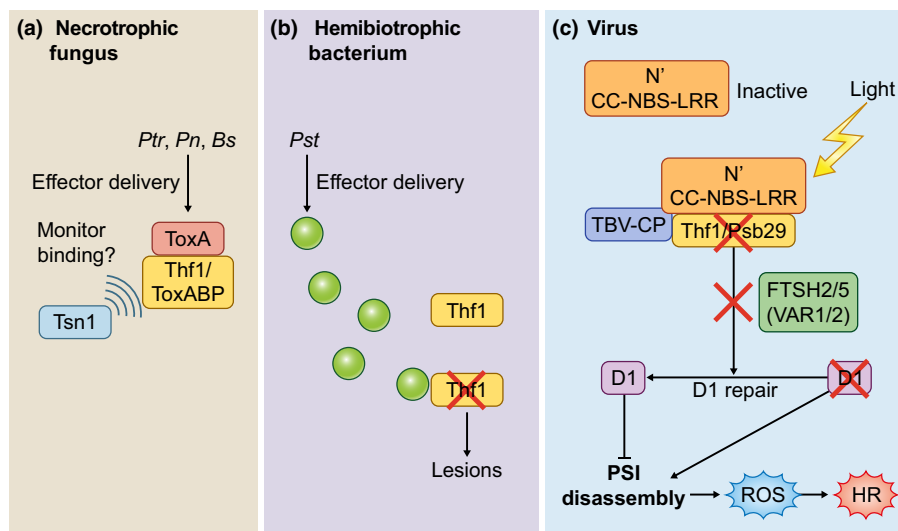 (a) Necrotrophic
fungus
Ptr, Pn, Bs
Effector delivery
Monitor
binding?
ToxA
Thf1/
ToxABP
Tsn1
(b) Hemibiotrophic
bacterium
Pst
Effector delivery
Thf1
Thf1
Lesions
(c) Virus
N'
CC-NBS-LRR
Inactive
Light
N'
CC-NBS-LRR
TBV-CP
Thf1/Psb29
FTSH2/5
(VAR1/2)
D1
D1 repair
D1
PSI
disassembly
ROS
HR